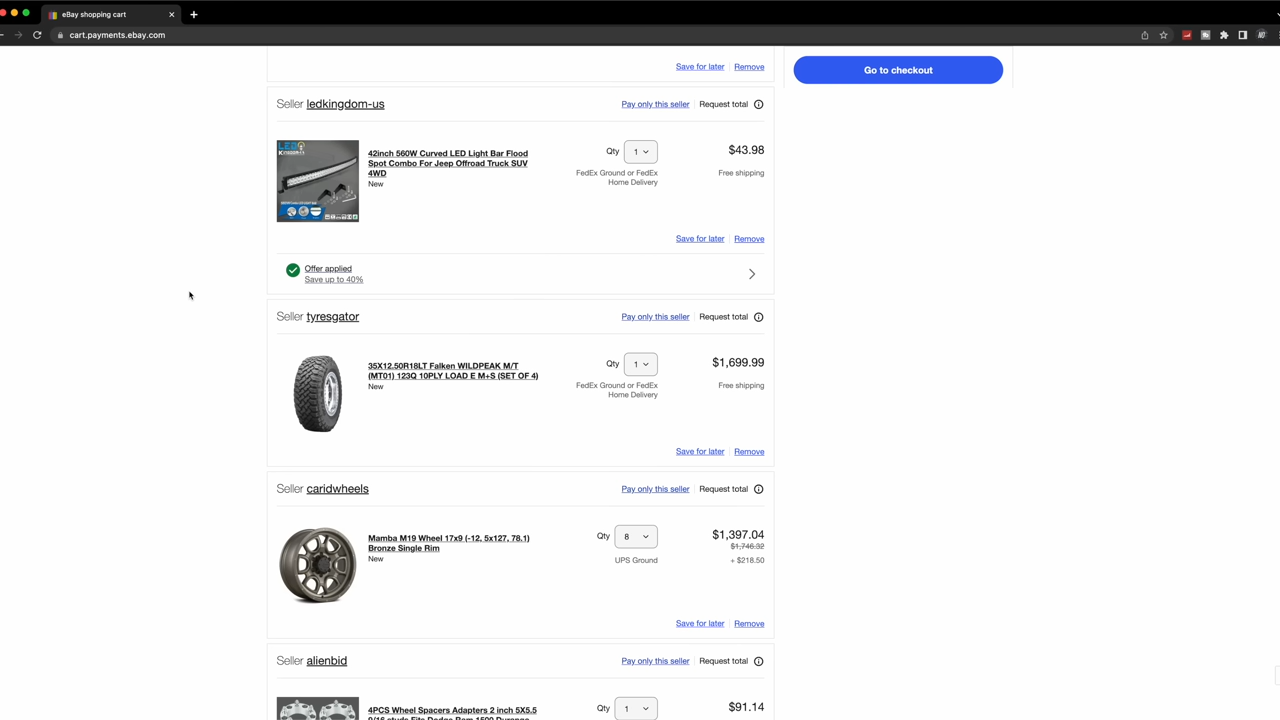 eBay shopping cart
cart.payments.ebay.com
Save for later Remove
Go to checkout
Seller ledkingdom-us Pay only this seller Request total
42inch 560W Curved LED Light Bar Flood
Spot Combo For Jeep Offroad Truck SUV
4WD
New
Qty 1 $43.98
FedEx Ground or FedEx
Home Delivery
Free shipping
Save for later Remove
Offer applied
Save up to 40%
Seller tyresgator Pay only this seller Request total
35X12.50R18LT Falken WILDPEAK M/T
(MT01) 123Q 10PLY LOAD E M+S (SET OF 4)
New
Qty 1 $1,699.99
FedEx Ground or FedEx
Home Delivery
Free shipping
Save for later Remove
Seller caridwheels Pay only this seller Request total
Mamba M19 Wheel 17x9 (-12, 5x127, 78.1)
Bronze Single Rim
New
Qty 8 $1,397.04
$1,746.32
UPS Ground + $218.50
Save for later Remove
Seller alienbid Pay only this seller Request total
4PCS Wheel Spacers Adapters 2 inch 5X5.5
9/16 studs Fits Dodge Ram 1500 Durango
Qty 1 $91.14